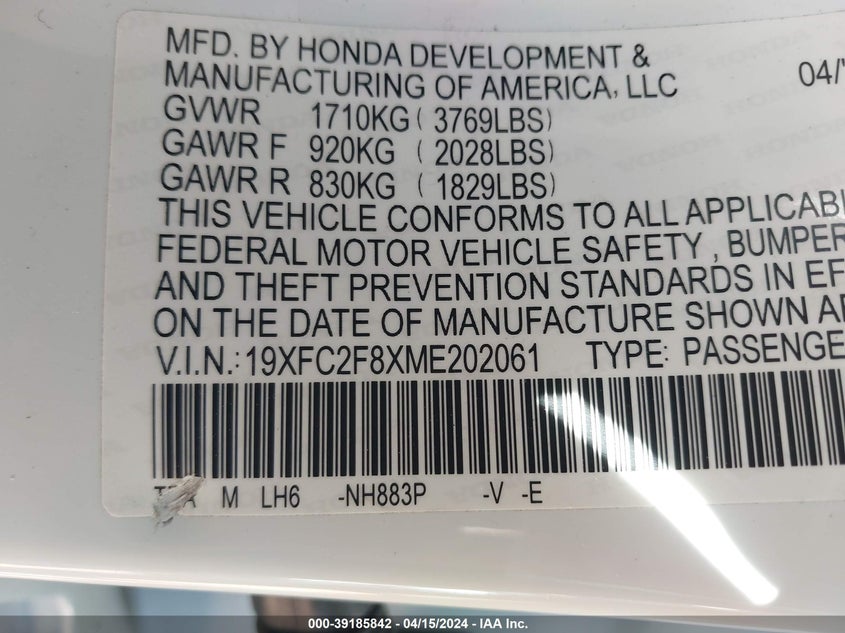 MFD. BY HONDA DEVELOPMENT &
MANUFACTURING OF AMERICA, LLC 04/
GVWR 1710KG ( 3769LBS)
GAWR F 920KG ( 2028LBS)
GAWR R 830KG ( 1829LBS)
THIS VEHICLE CONFORMS TO ALL APPLICABL
FEDERAL MOTOR VEHICLE SAFETY , BUMPER
AND THEFT PREVENTION STANDARDS IN EF
ON THE DATE OF MANUFACTURE SHOWN A
V.I.N.: 19XFC2F8XME202061 TYPE: PASSENGE
M LH6 -NH883P -V -E
000-39185842 - 04/15/2024 - IAA Inc.